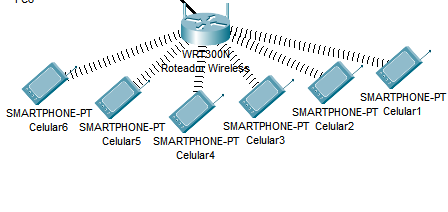 WRT300N
Roteador Wireless
SMARTPHONE-PT
Celular6
SMARTPHONE-PT
Celular5
SMARTPHONE-PT
Celular4
SMARTPHONE-PT
Celular3
SMARTPHONE-PT
Celular2
SMARTPHONE-PT
Celular1